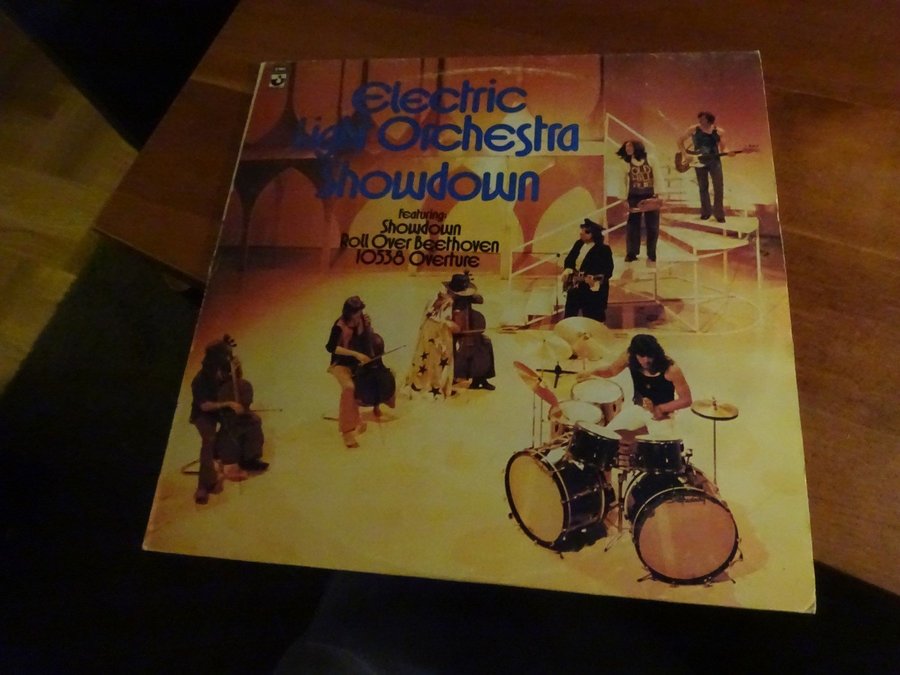 Electric
Light Orchestra
Showdown
Featuring:
Showdown
Roll Over Beethoven
10538 Overture